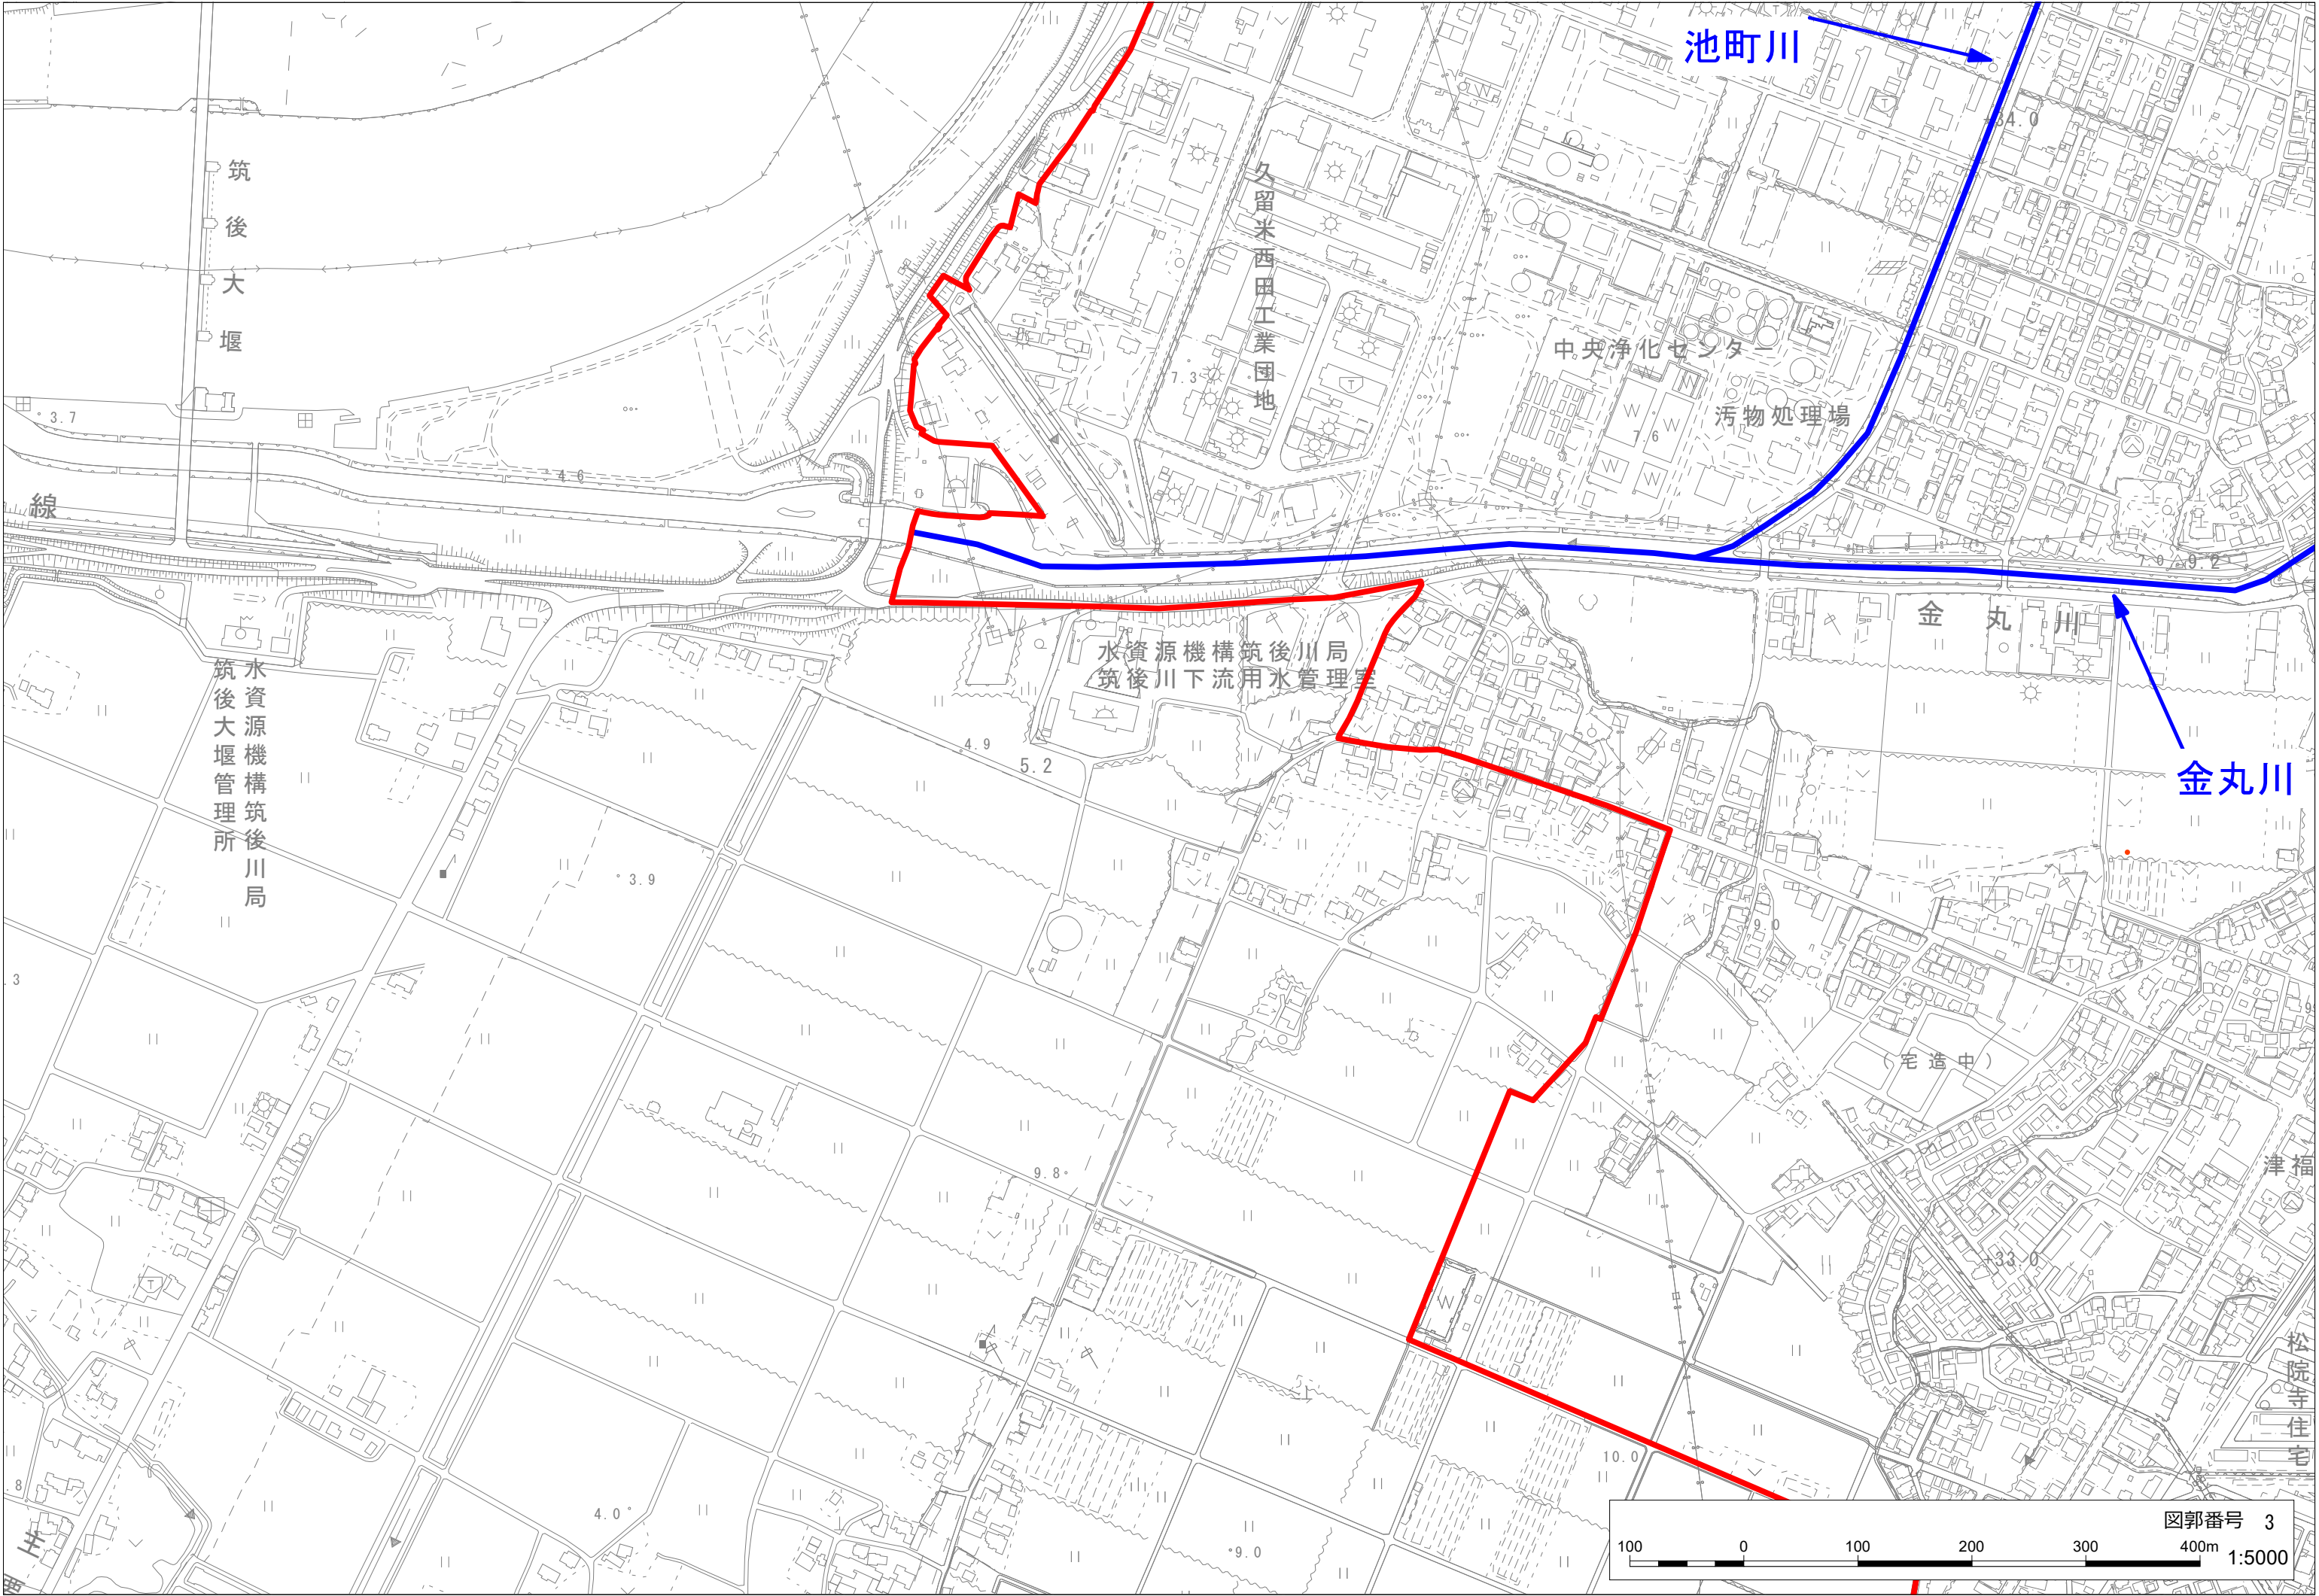 池町川
34.0
筑後大堰
久留米西田工業団地
中央浄化センター
7.3
汚物処理場
3.7
7.6
4.6
線
7.0
9.2
金丸川
水資源機構筑後川局
筑後川下流用水管理室
水資源機構筑後川局
筑後大堰管理所
4.9
5.2
金丸川
3.9
9.0
.3
(宅造中)
津福
9.8
+33.0
松院寺住宅
10.0
.8
4.0
9.0
図郭番号 3
100 0 100 200 300 400m
1:5000